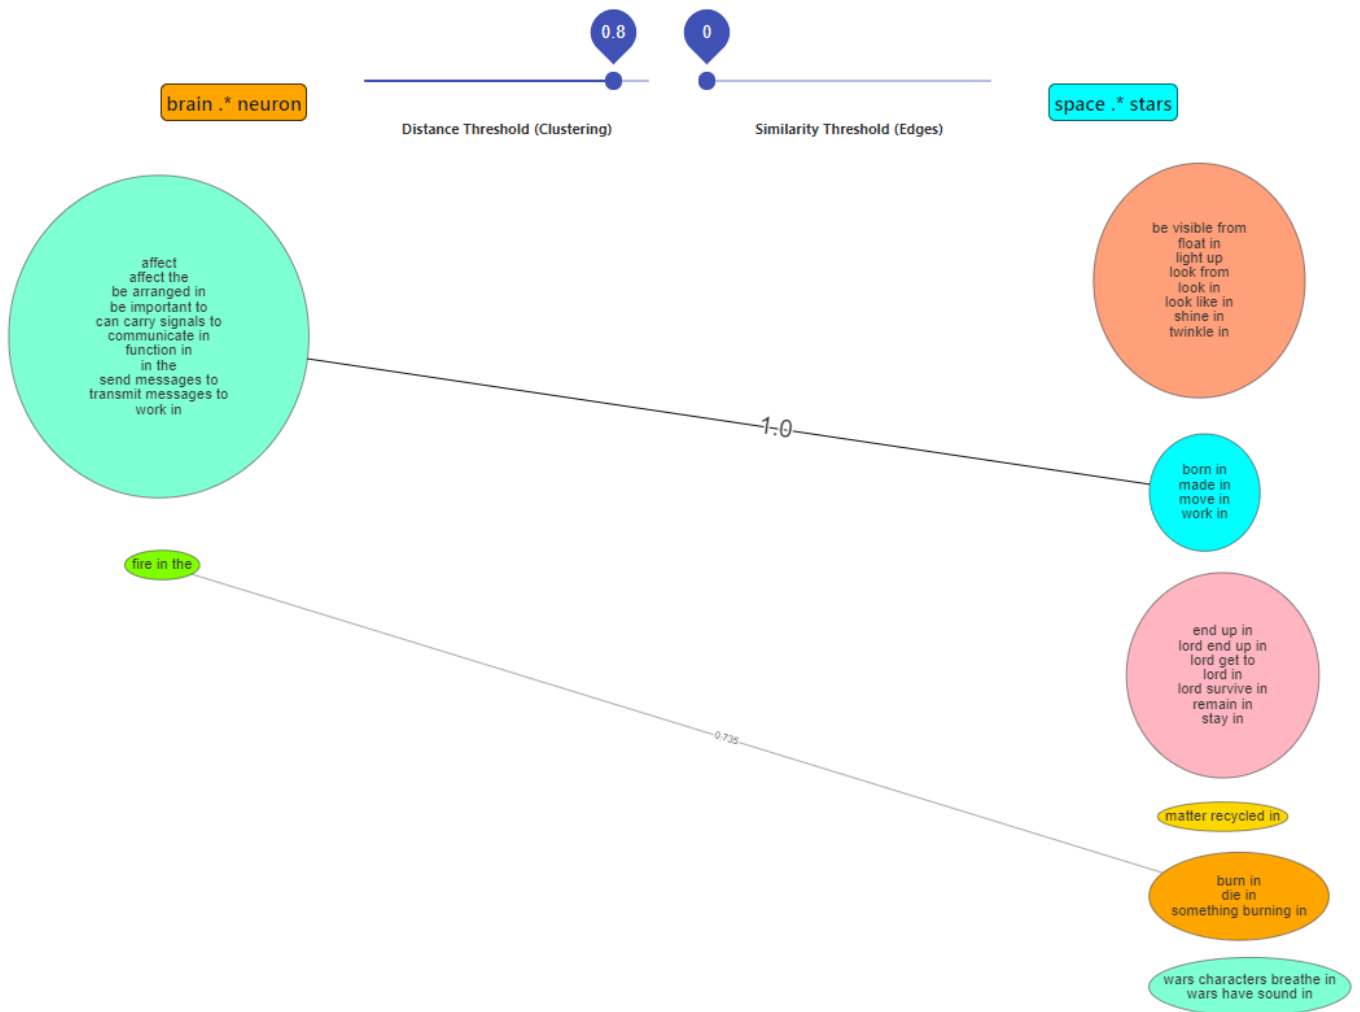 0.8
0
brain .* neuron
space .* stars
Distance Threshold (Clustering)
Similarity Threshold (Edges)
affect
affect the
be arranged in
be important to
can carry signals to
communicate in
function in
in the
send messages to
transmit messages to
work in
be visible from
float in
light up
look from
look in
look like in
shine in
twinkle in
1.0
born in
made in
move in
work in
fire in the
end up in
lord end up in
lord get to
lord in
lord survive in
remain in
stay in
0.735
matter recycled in
burn in
die in
something burning in
wars characters breathe in
wars have sound in